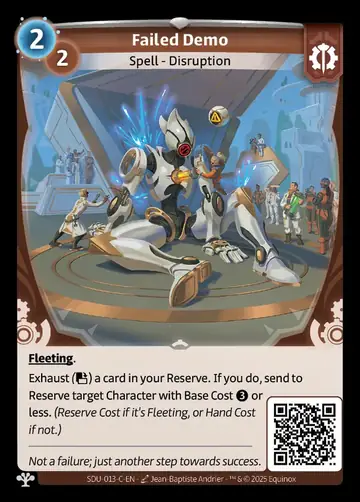 2
2
Failed Demo
Spell - Disruption
Fleeting.
Exhaust () a card in your Reserve. If you do, send to
Reserve target Character with Base Cost 3 or
less. (Reserve Cost if it's Fleeting, or Hand Cost
if not.)
Not a failure; just another step towards success.
SDU-013-C-EN - Jean-Baptiste Andrier - ™ & © 2025 Equinox